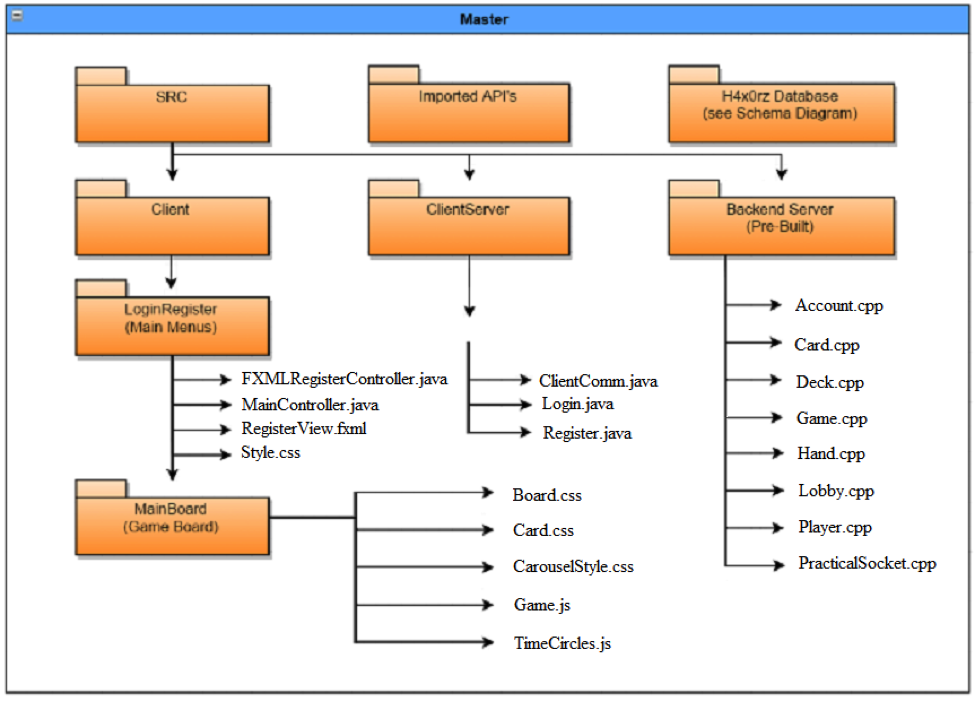 Master
SRC
Imported API's
H4x0rz Database
(see Schema Diagram)
Client
ClientServer
Backend Server
(Pre-Built)
LoginRegister
(Main Menus)
FXMLRegisterController.java
MainController.java
RegisterView.fxml
Style.css
ClientComm.java
Login.java
Register.java
Account.cpp
Card.cpp
Deck.cpp
Game.cpp
Hand.cpp
Lobby.cpp
Player.cpp
PracticalSocket.cpp
MainBoard
(Game Board)
Board.css
Card.css
CarouselStyle.css
Game.js
TimeCircles.js